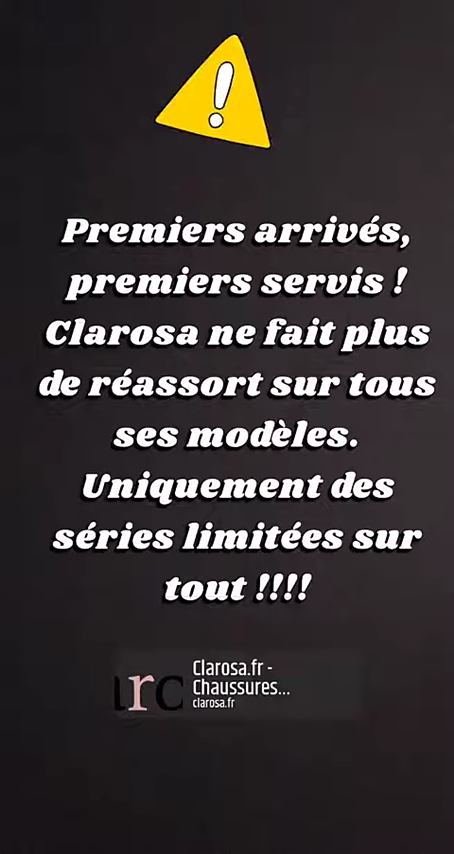 Premiers arrivés,
premiers servis !
Clarosa ne fait plus
de réassort sur tous
ses modèles.
Uniquement des
séries limitées sur
tout !!!!
Clarosa.fr -
Chaussures...
clarosa.fr